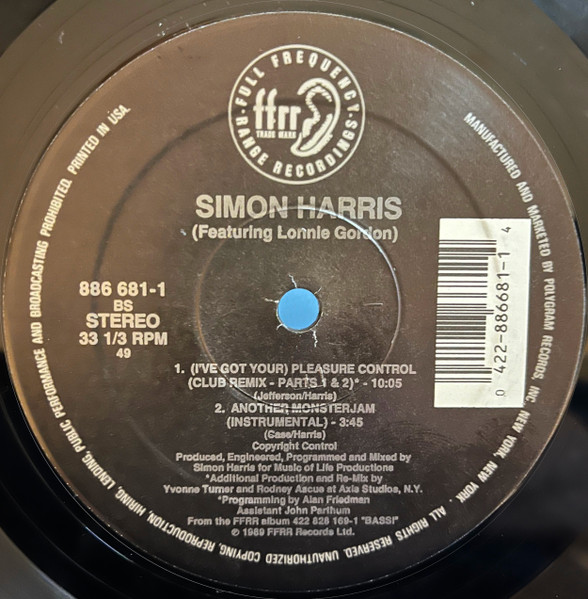 FULL FREQUENCY
ffrr
TRADE MARK
RANGE RECORDINGS
SIMON HARRIS
(Featuring Lonnie Gordon)
886 681-1
BS
STEREO
33 1/3 RPM
49
1. (I'VE GOT YOUR) PLEASURE CONTROL
(CLUB REMIX - PARTS 1 & 2)* - 10:05
(Jefferson/Harris)
2. ANOTHER MONSTERJAM
(INSTRUMENTAL) - 3:45
(Case/Harris)
Copyright Control
Produced, Engineered, Programmed and Mixed by
Simon Harris for Music of Life Productions
*Additional Production and Re-Mix by
Yvonne Turner and Rodney Ascue at Axis Studios, N.Y.
*Programming by Alan Friedman
Assistant John Parthum
From the FFRR album 422 828 169-1 "BASS!"
℗ 1989 FFRR Records Ltd.
0 422-886681-1 4
MANUFACTURED AND MARKETED BY POLYGRAM RECORDS, INC. NEW YORK, NEW YORK · ALL RIGHTS RESERVED. UNAUTHORIZED COPYING, REPRODUCTION, HIRING, LENDING, PUBLIC PERFORMANCE AND BROADCASTING PROHIBITED. PRINTED IN USA.